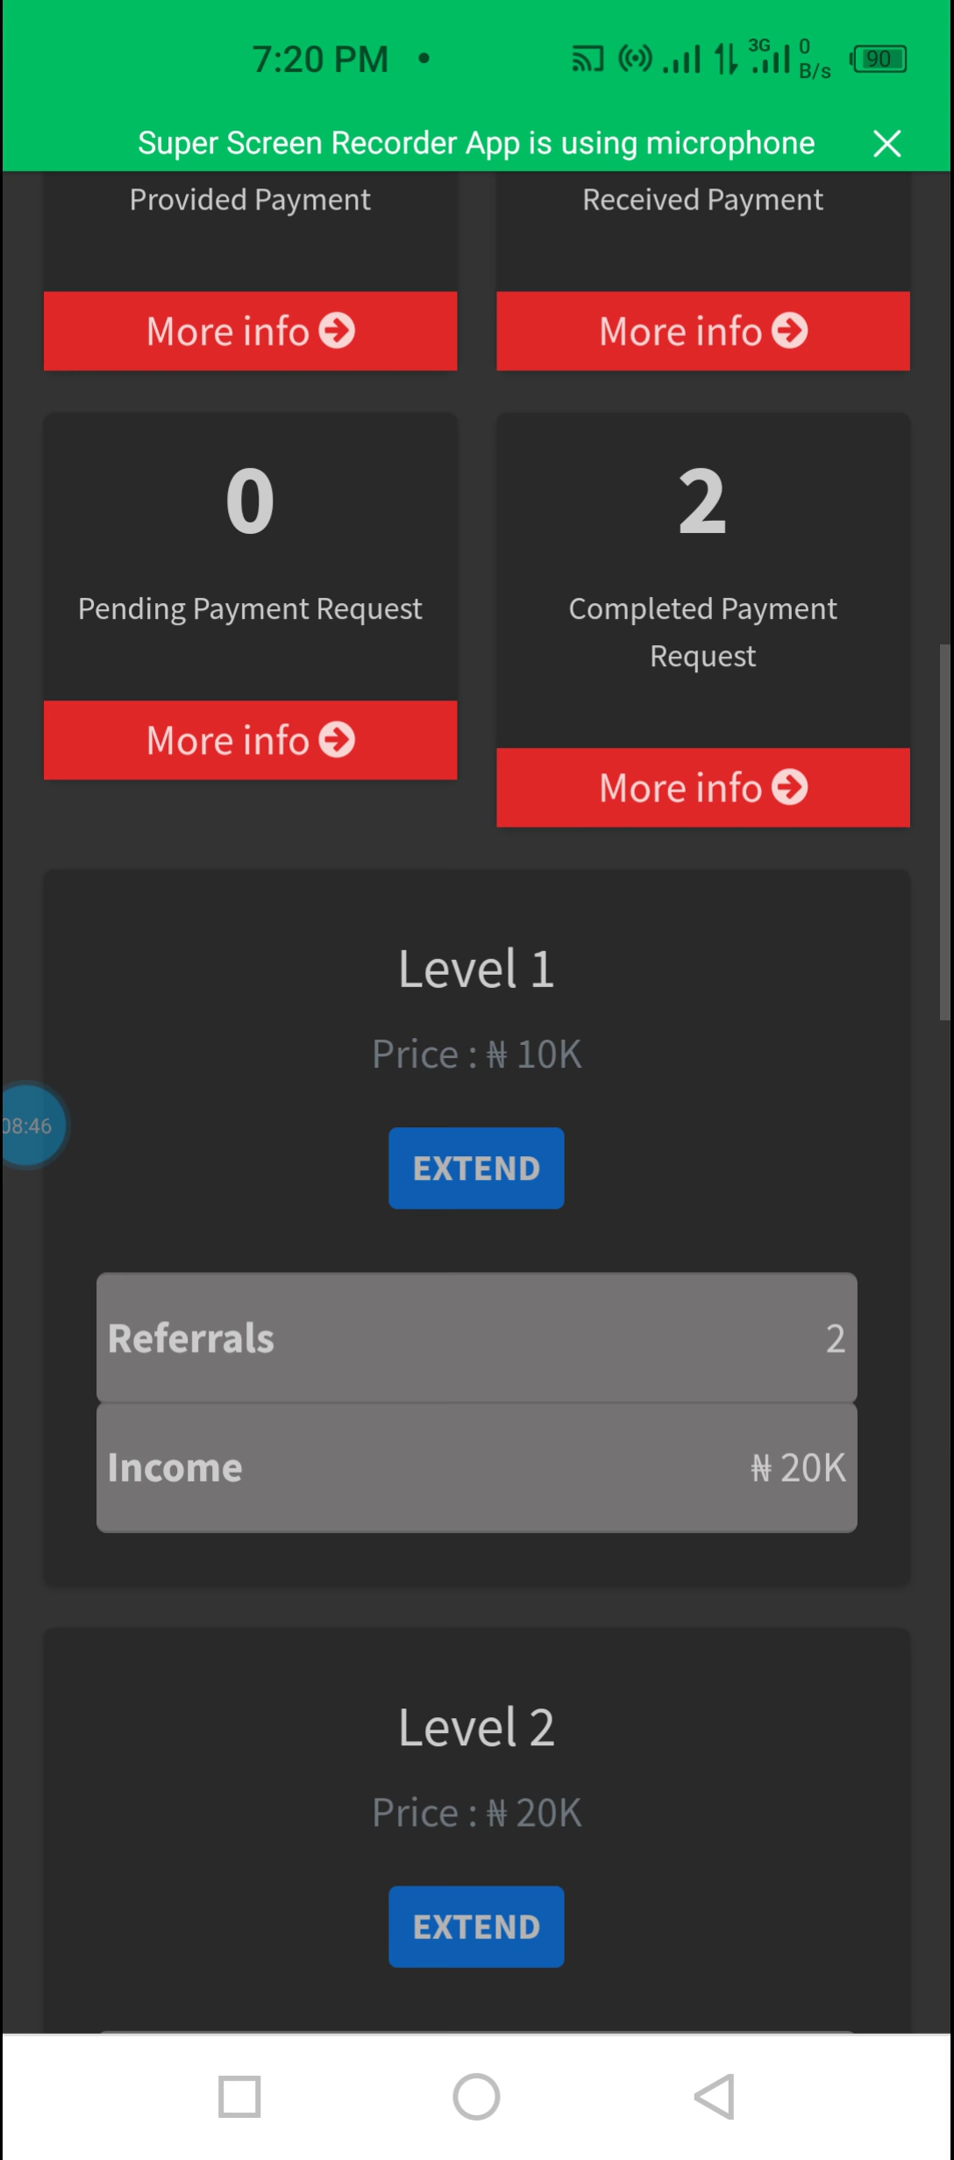 7:20 PM •
3G
0
B/s
90
Super Screen Recorder App is using microphone
Provided Payment
Received Payment
More info
More info
0
2
Pending Payment Request
Completed Payment
Request
More info
More info
Level 1
Price : ₦ 10K
08:46
EXTEND
Referrals 2
Income ₦ 20K
Level 2
Price : ₦ 20K
EXTEND